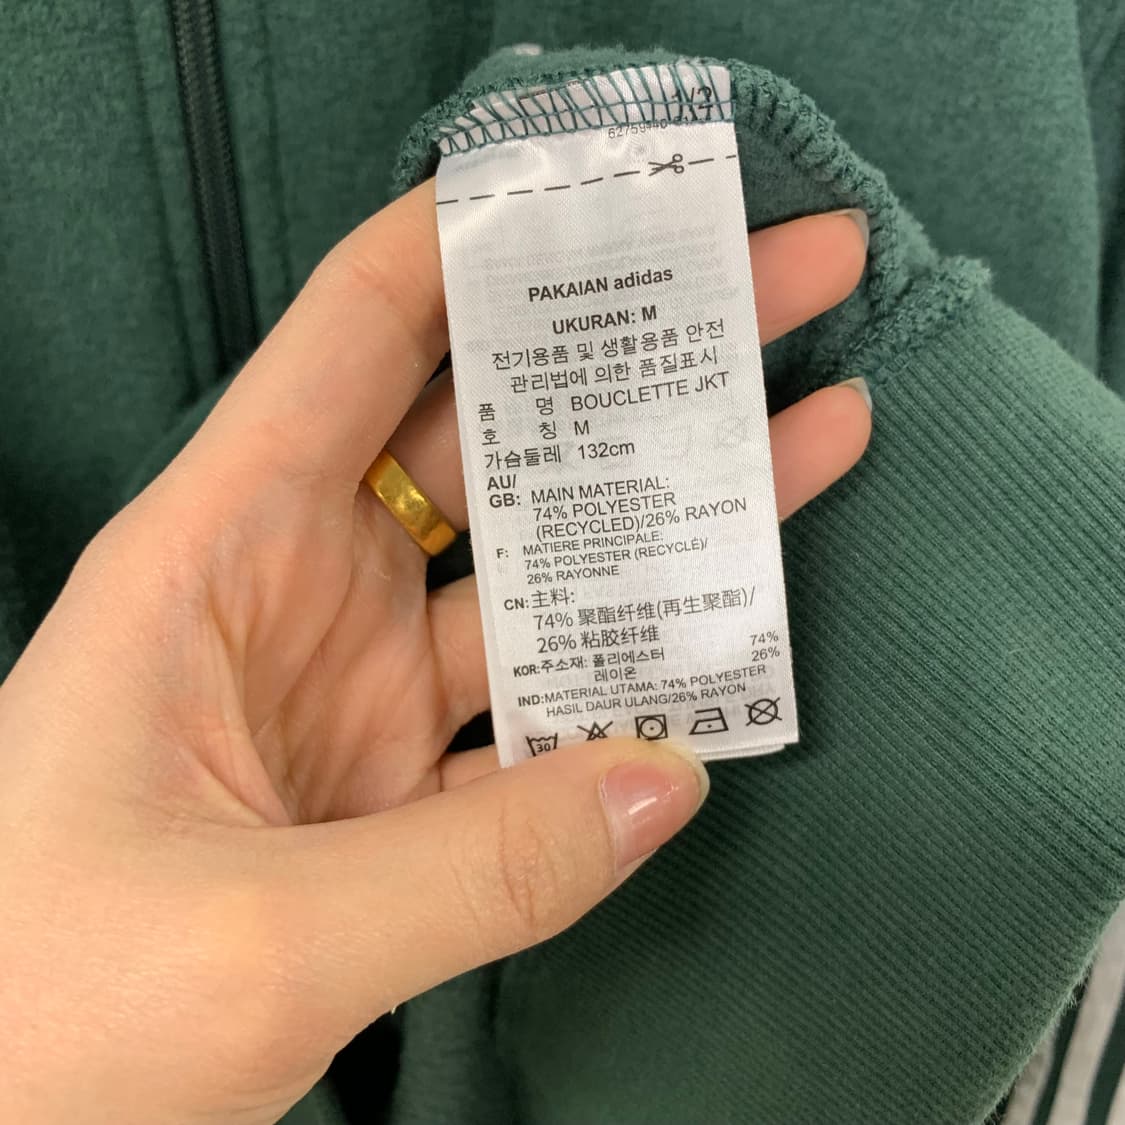 PAKAIAN adidas
UKURAN: M
전기용품 및 생활용품 안전
관리법에 의한 품질표시
품 명 BOUCLETTE JKT
호 칭 M
가슴둘레 132cm
AU/
GB: MAIN MATERIAL:
74% POLYESTER
(RECYCLED)/26% RAYON
F: MATIERE PRINCIPALE:
74% POLYESTER (RECYCLÉ)/
26% RAYONNE
CN:主料:
74% 聚酯纤维(再生聚酯)/
26% 粘胶纤维
KOR:주소재: 폴리에스터 74%
레이온 26%
IND:MATERIAL UTAMA: 74% POLYESTER
HASIL DAUR ULANG/26% RAYON
30